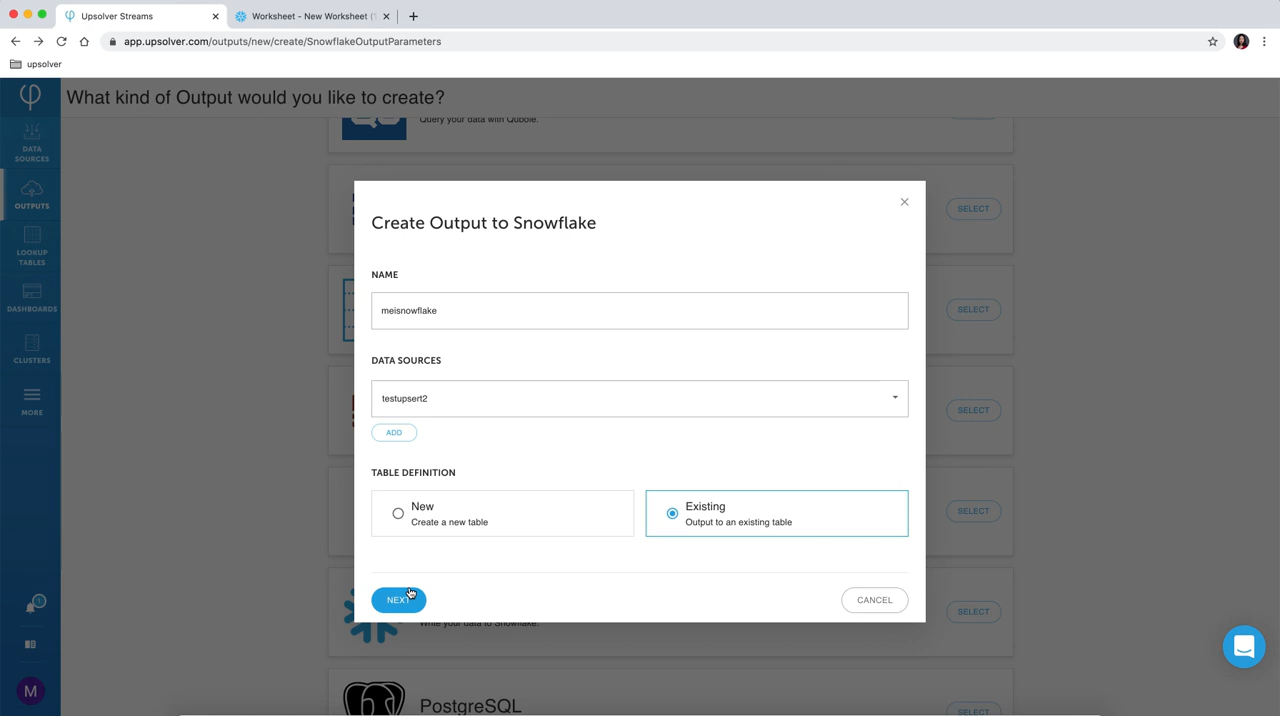 Upsolver Streams
Worksheet - New Worksheet (
app.upsolver.com/outputs/new/create/SnowflakeOutputParameters
upsolver
What kind of Output would you like to create?
DATA
SOURCES
OUTPUTS
LOOKUP
TABLES
DASHBOARDS
CLUSTERS
MORE
1
M
Query your data with Qubole.
SELECT
SELECT
SELECT
SELECT
SELECT
SELECT
Create Output to Snowflake
NAME
meisnowflake
DATA SOURCES
testupsert2
ADD
TABLE DEFINITION
New
Create a new table
Existing
Output to an existing table
NEXT
CANCEL
Write your data to Snowflake.
PostgreSQL